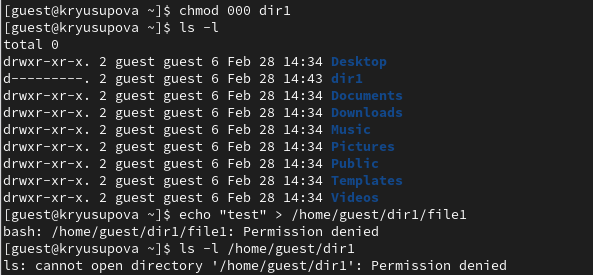 [guest@kryusupova ~]$ chmod 000 dir1
[guest@kryusupova ~]$ ls -l
total 0
drwxr-xr-x. 2 guest guest 6 Feb 28 14:34 Desktop
d---------. 2 guest guest 6 Feb 28 14:43 dir1
drwxr-xr-x. 2 guest guest 6 Feb 28 14:34 Documents
drwxr-xr-x. 2 guest guest 6 Feb 28 14:34 Downloads
drwxr-xr-x. 2 guest guest 6 Feb 28 14:34 Music
drwxr-xr-x. 2 guest guest 6 Feb 28 14:34 Pictures
drwxr-xr-x. 2 guest guest 6 Feb 28 14:34 Public
drwxr-xr-x. 2 guest guest 6 Feb 28 14:34 Templates
drwxr-xr-x. 2 guest guest 6 Feb 28 14:34 Videos
[guest@kryusupova ~]$ echo "test" > /home/guest/dir1/file1
bash: /home/guest/dir1/file1: Permission denied
[guest@kryusupova ~]$ ls -l /home/guest/dir1
ls: cannot open directory '/home/guest/dir1': Permission denied